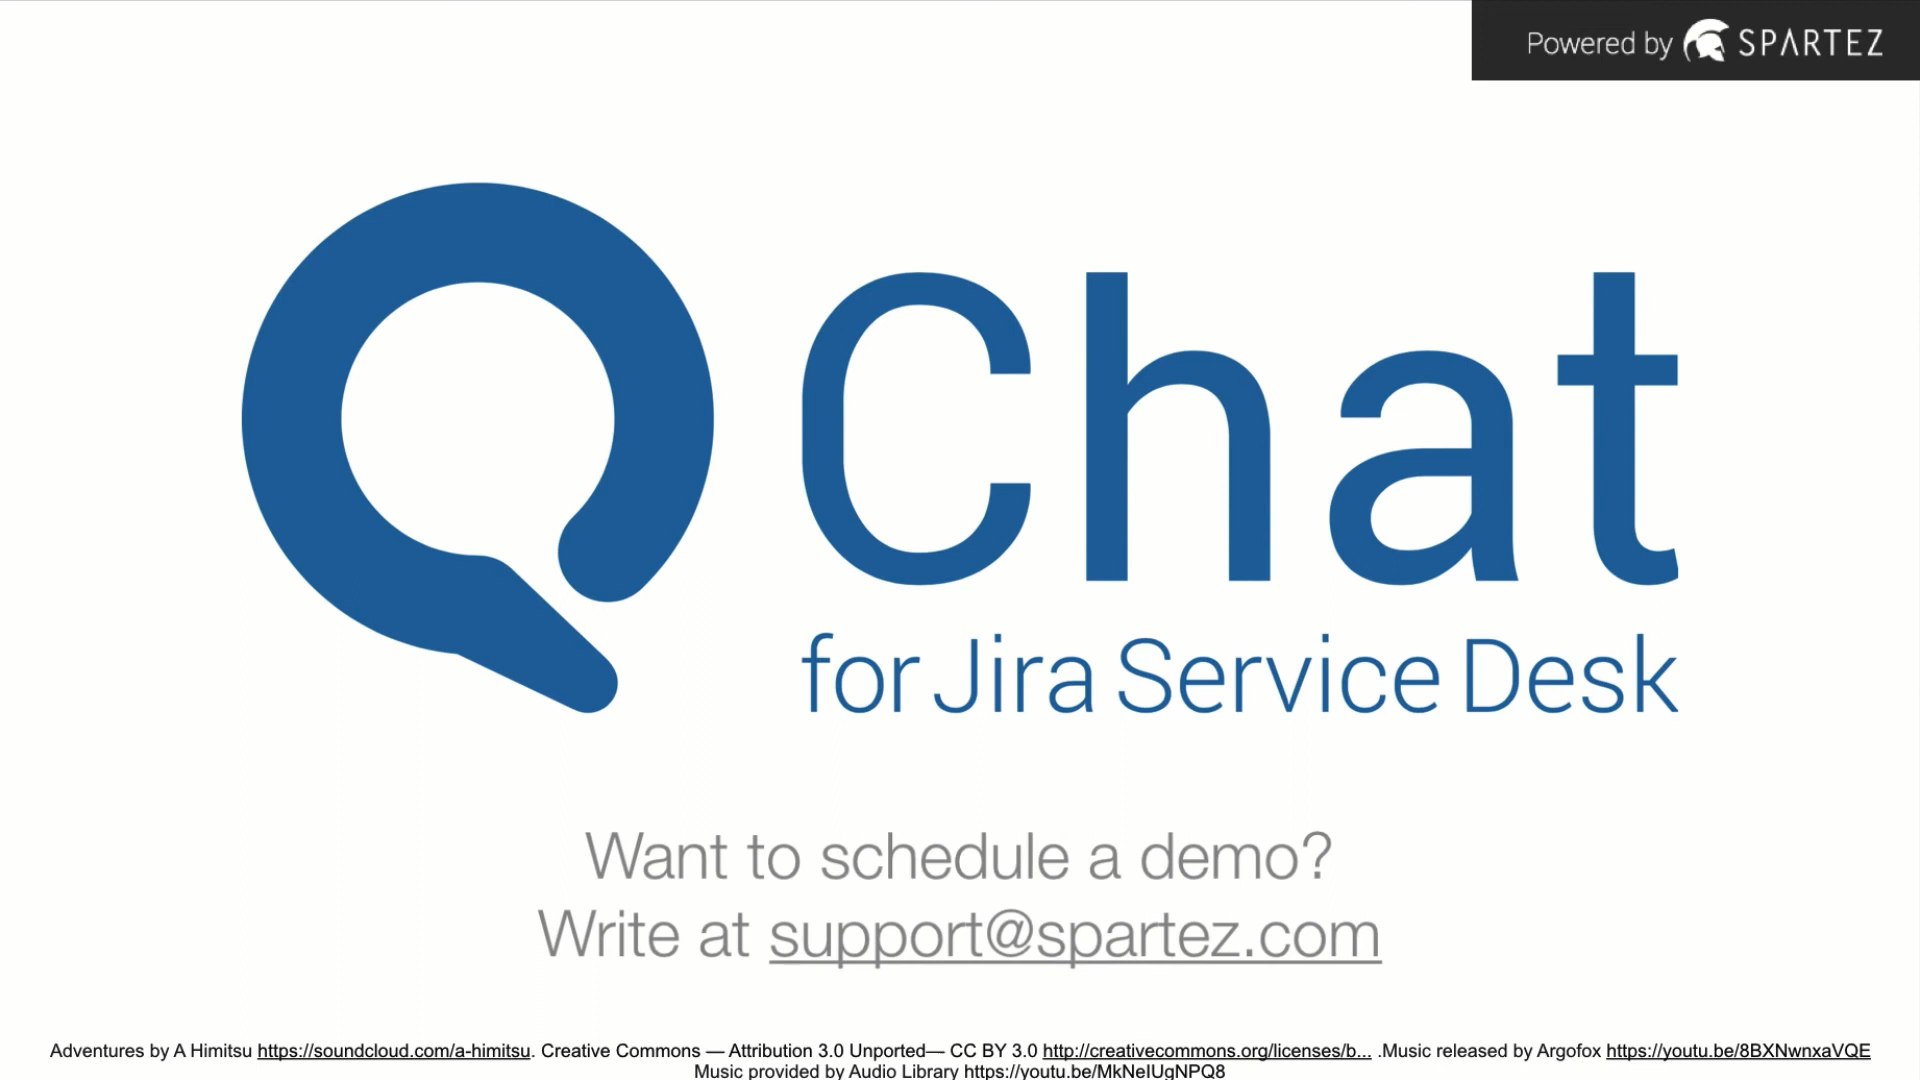 Powered by SPARTEZ
Chat
for Jira Service Desk
Want to schedule a demo?
Write at support@spartez.com
Adventures by A Himitsu https://soundcloud.com/a-himitsu. Creative Commons — Attribution 3.0 Unported— CC BY 3.0 http://creativecommons.org/licenses/b... .Music released by Argofox https://youtu.be/8BXNwnxaVQE
Music provided by Audio Library https://youtu.be/MkNeIUgNPQ8